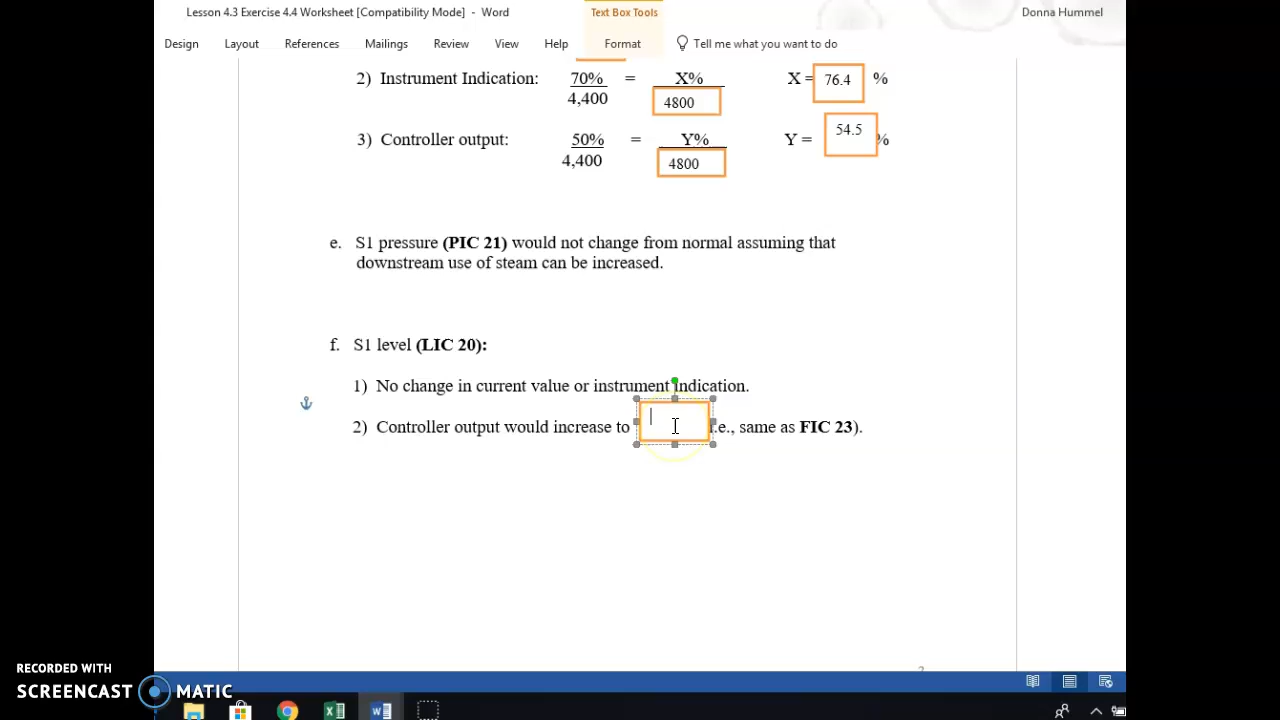 Lesson 4.3 Exercise 4.4 Worksheet [Compatibility Mode] - Word Text Box Tools Donna Hummel
Design Layout References Mailings Review View Help Format Tell me what you want to do
2) Instrument Indication: 70% = X% X = 76.4 %
4,400 4800
3) Controller output: 50% = Y% Y = 54.5 %
4,400 4800
e. S1 pressure (PIC 21) would not change from normal assuming that
downstream use of steam can be increased.
f. S1 level (LIC 20):
1) No change in current value or instrument indication.
2) Controller output would increase to i.e., same as FIC 23).
RECORDED WITH
SCREENCAST MATIC